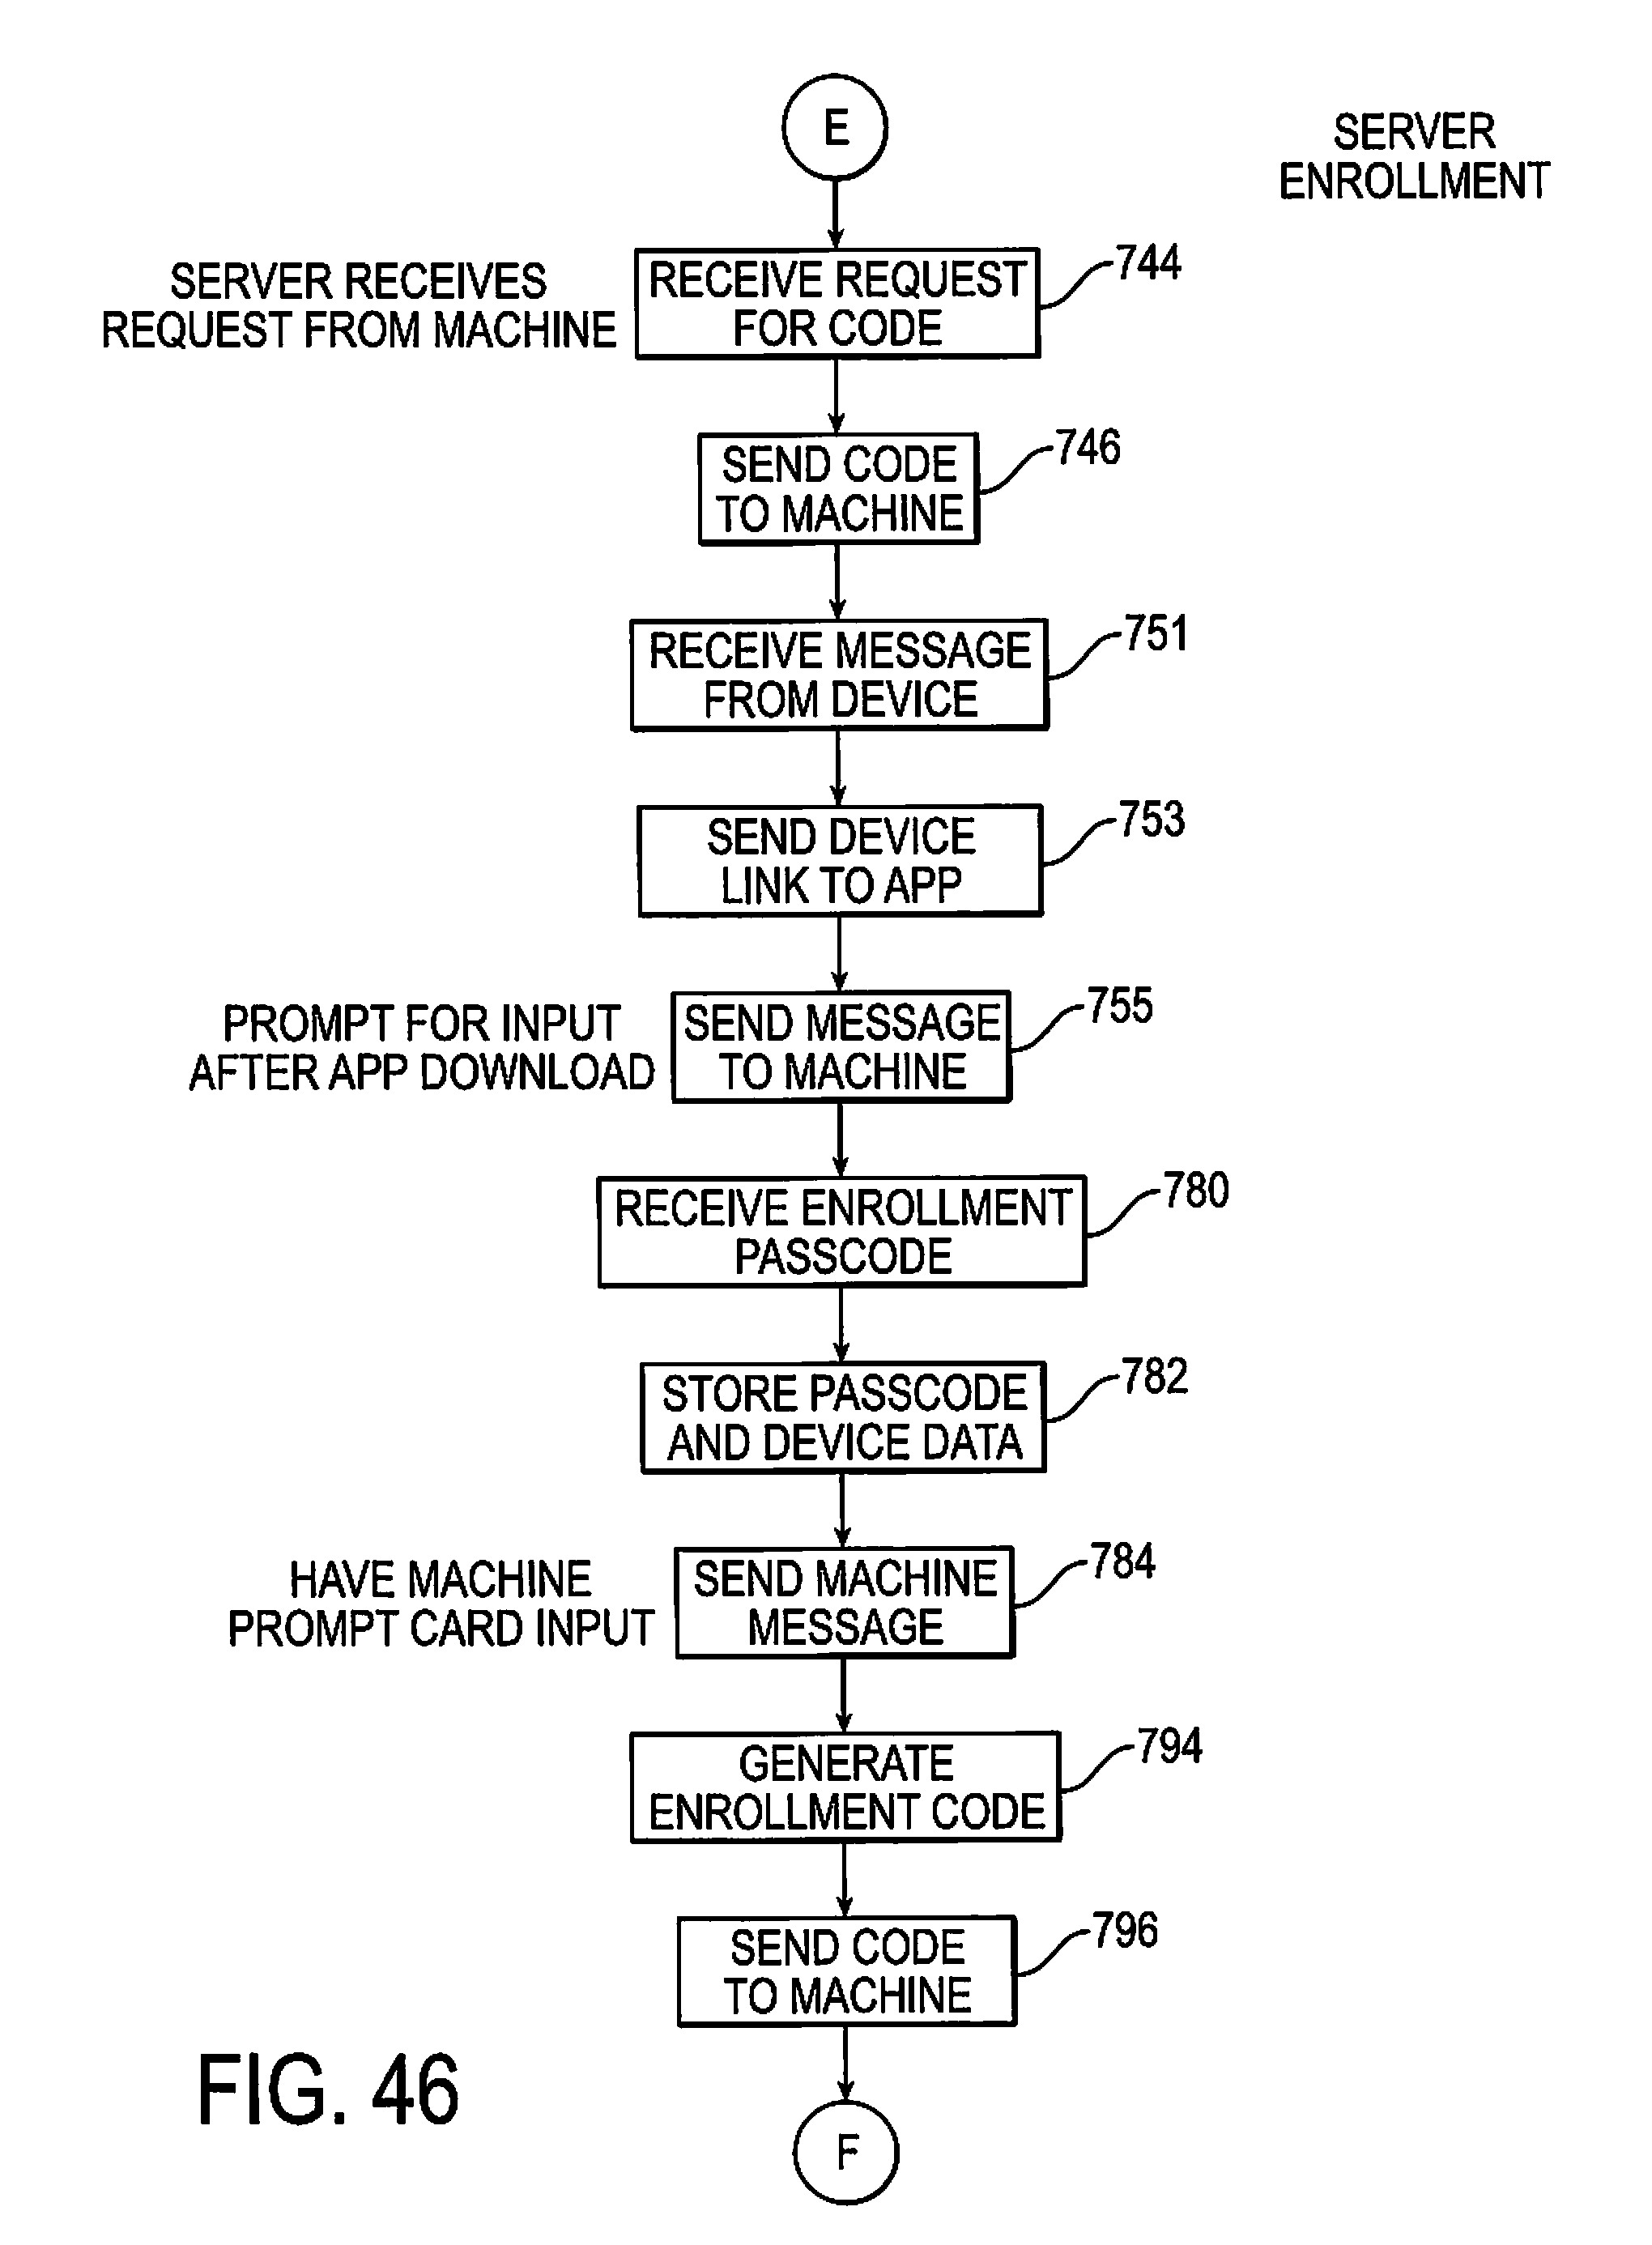 E
SERVER
ENROLLMENT
SERVER RECEIVES
REQUEST FROM MACHINE
RECEIVE REQUEST
FOR CODE
744
SEND CODE
TO MACHINE
746
RECEIVE MESSAGE
FROM DEVICE
751
SEND DEVICE
LINK TO APP
753
PROMPT FOR INPUT
AFTER APP DOWNLOAD
SEND MESSAGE
TO MACHINE
755
RECEIVE ENROLLMENT
PASSCODE
780
STORE PASSCODE
AND DEVICE DATA
782
HAVE MACHINE
PROMPT CARD INPUT
SEND MACHINE
MESSAGE
784
GENERATE
ENROLLMENT CODE
794
SEND CODE
TO MACHINE
796
FIG. 46
F